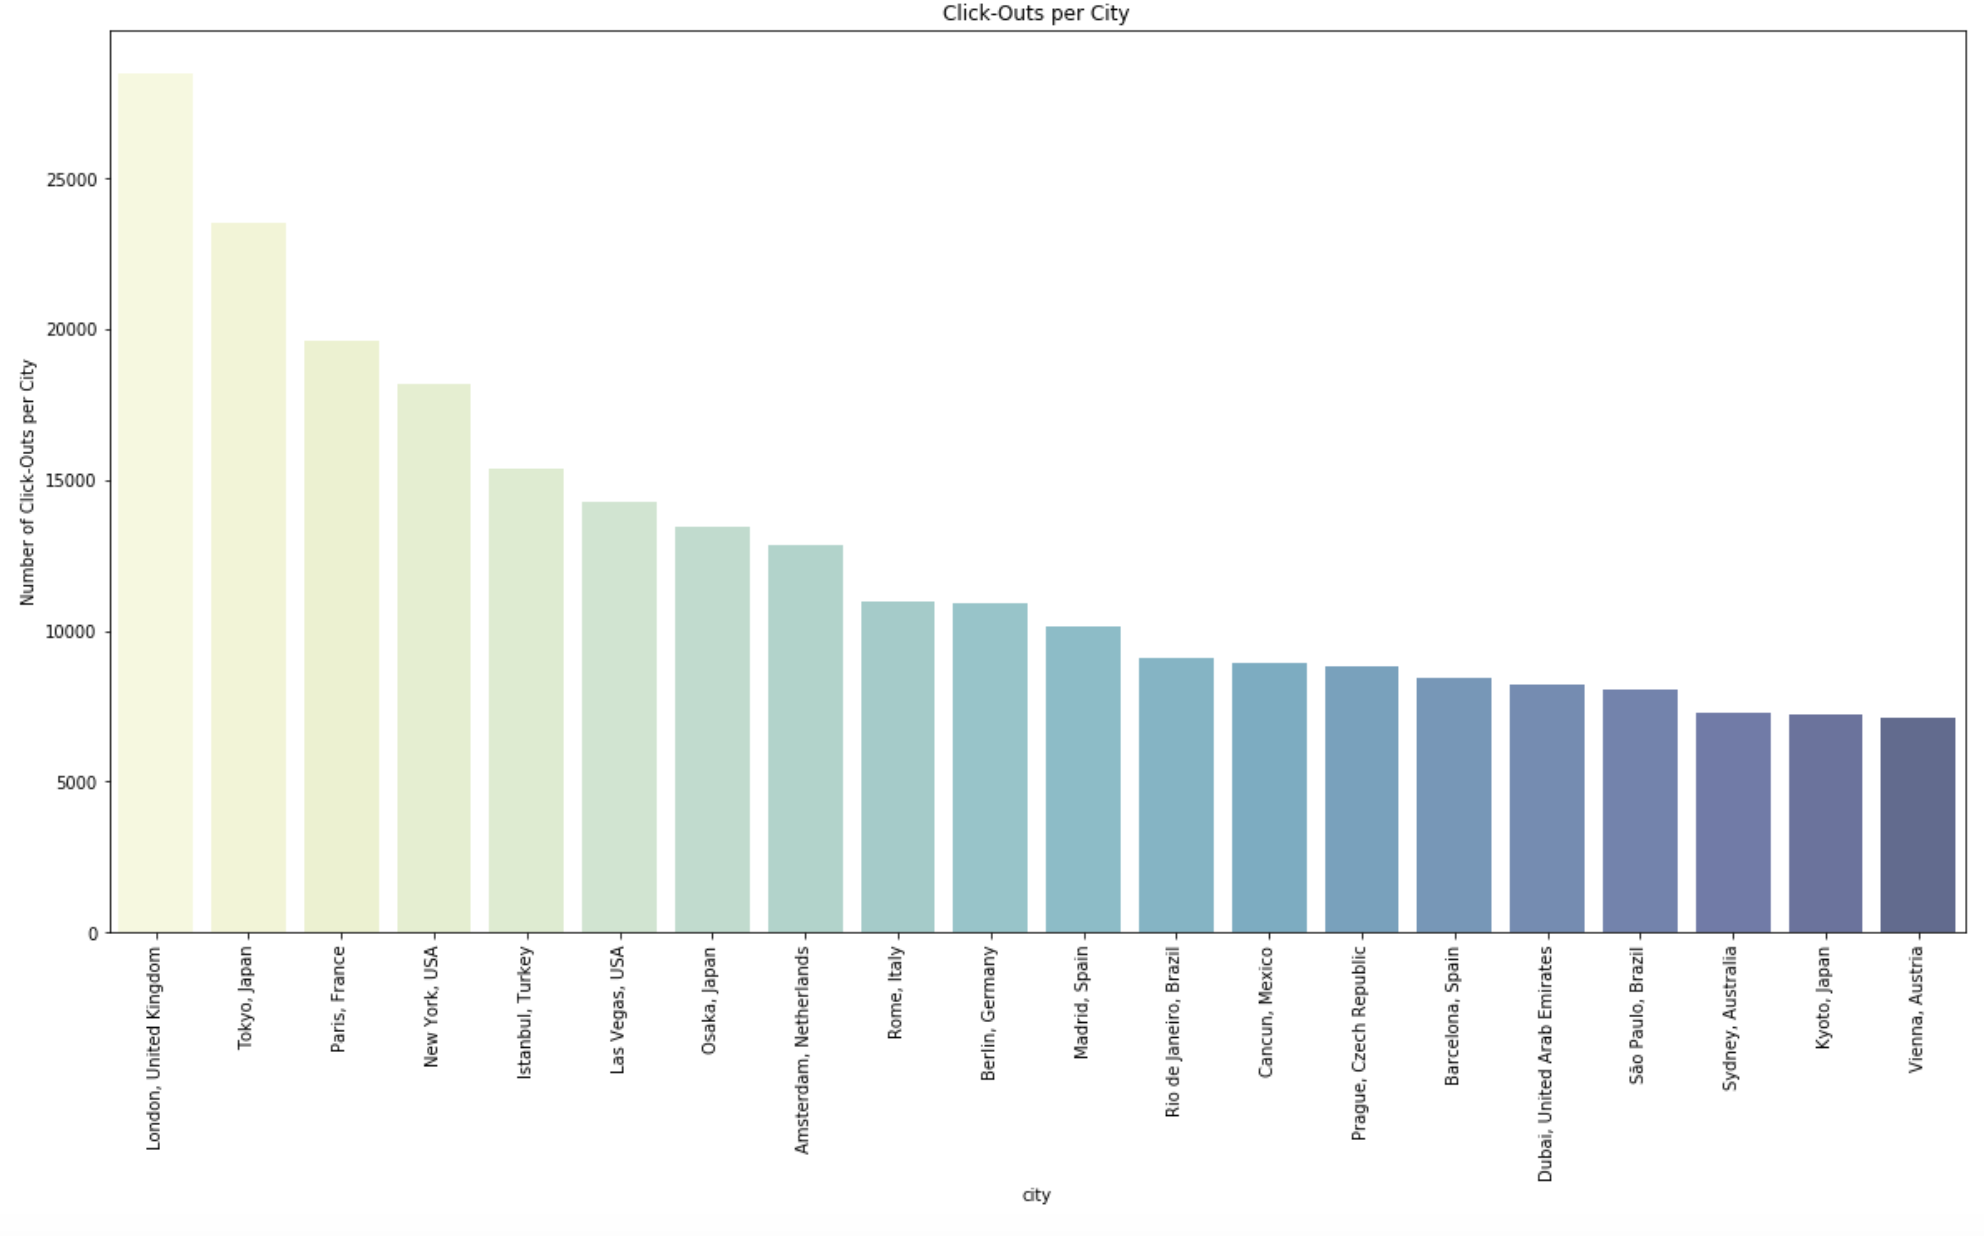 Click-Outs per City
Number of Click-Outs per City
25000
20000
15000
10000
5000
0
London, United Kingdom
Tokyo, Japan
Paris, France
New York, USA
Istanbul, Turkey
Las Vegas, USA
Osaka, Japan
Amsterdam, Netherlands
Rome, Italy
Berlin, Germany
Madrid, Spain
Rio de Janeiro, Brazil
Cancun, Mexico
Prague, Czech Republic
Barcelona, Spain
Dubai, United Arab Emirates
São Paulo, Brazil
Sydney, Australia
Kyoto, Japan
Vienna, Austria
city